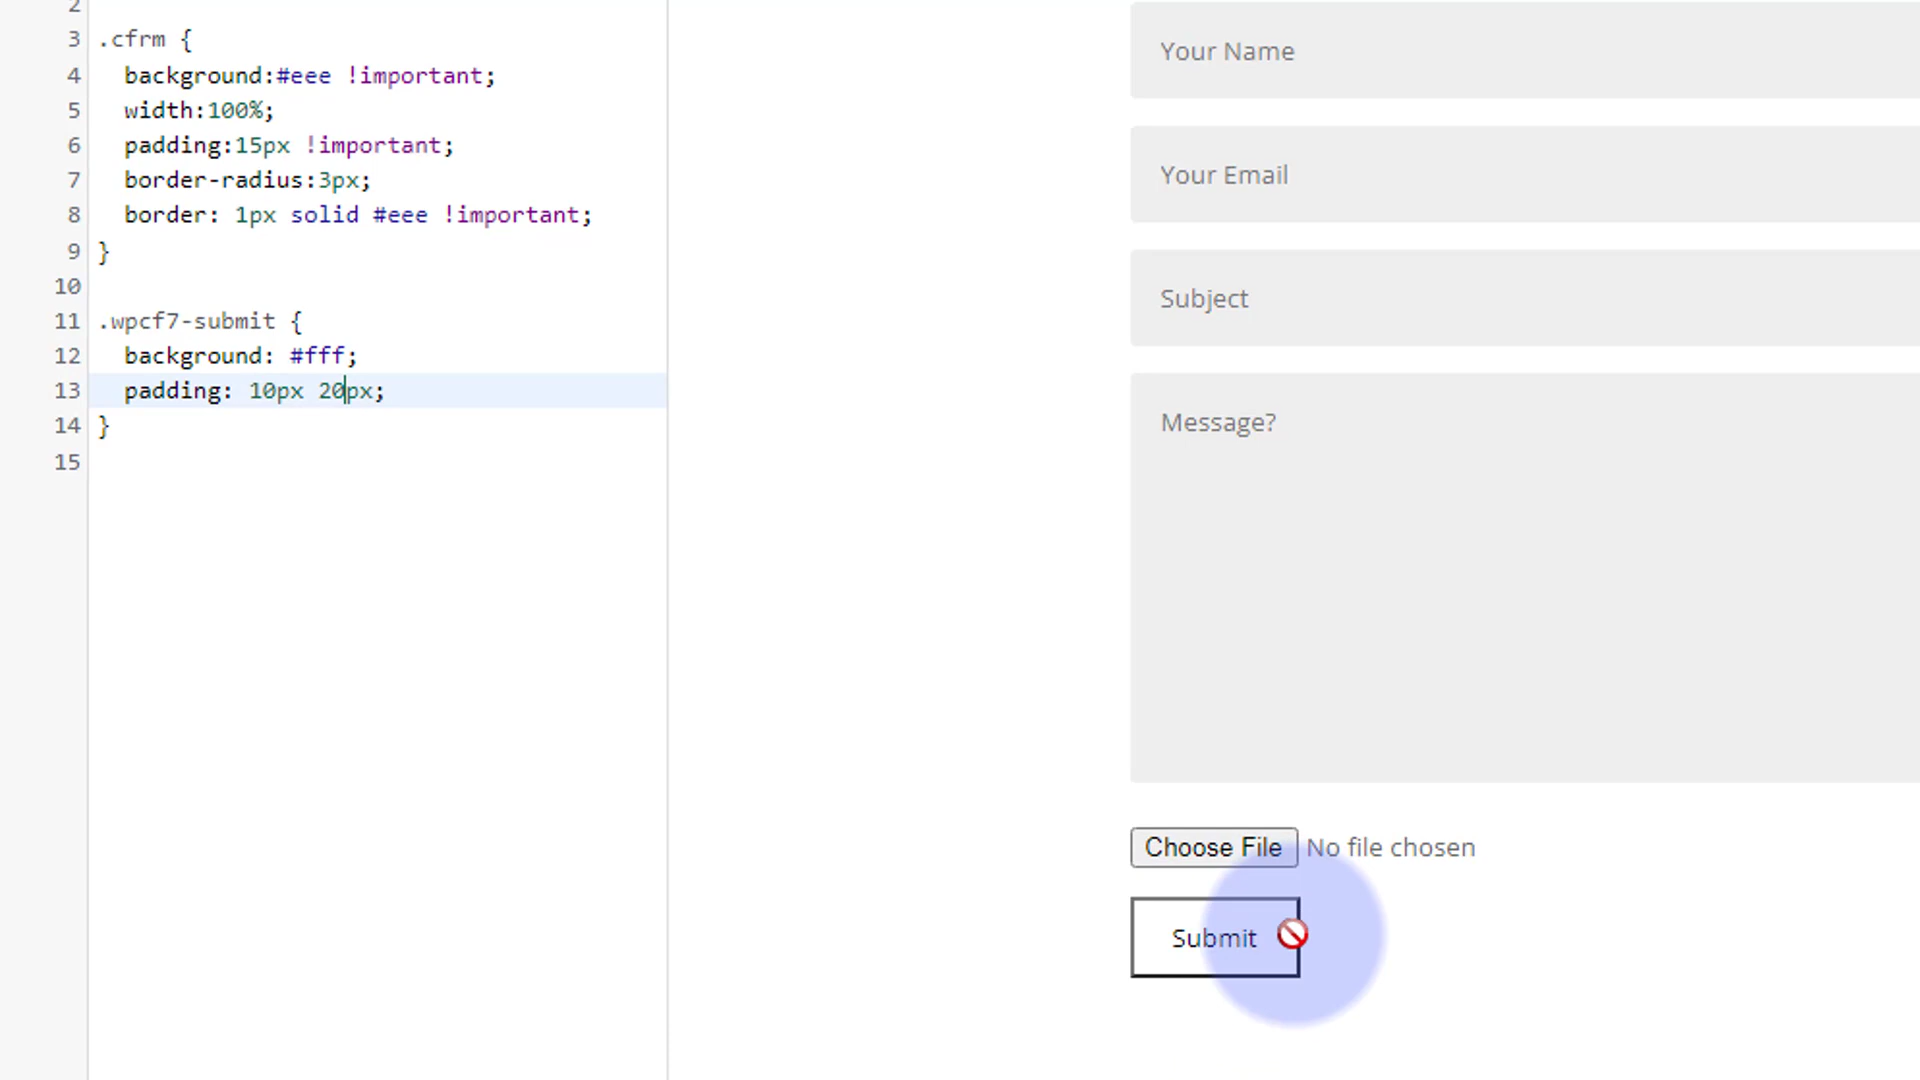 2
3 .cfrm {
4 background:#eee !important;
5 width:100%;
6 padding:15px !important;
7 border-radius:3px;
8 border: 1px solid #eee !important;
9 }
10
11 .wpcf7-submit {
12 background: #fff;
13 padding: 10px 20px;
14 }
15
Your Name
Your Email
Subject
Message?
Choose File No file chosen
Submit